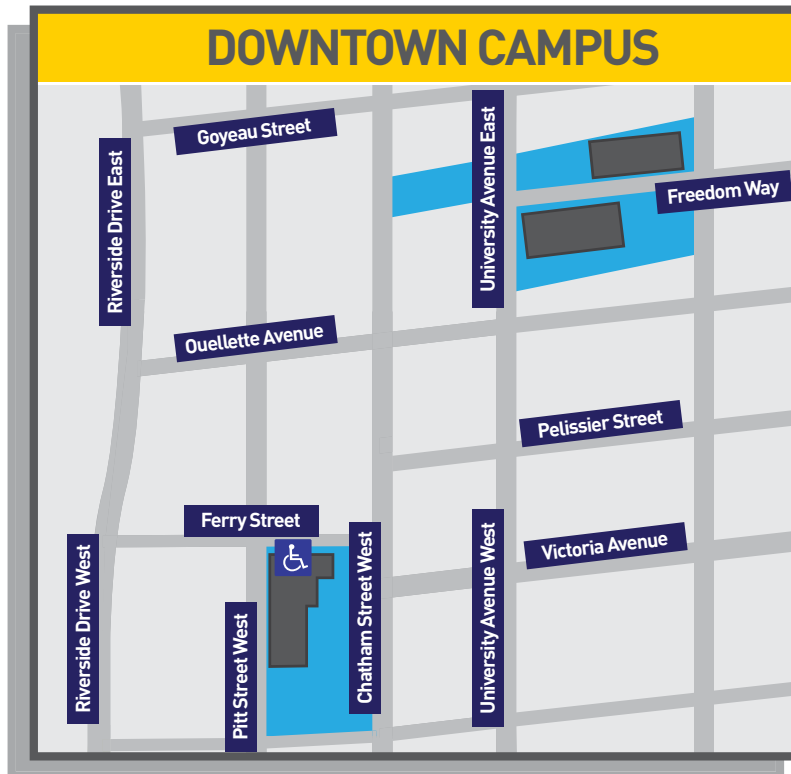 DOWNTOWN CAMPUS
Goyeau Street
Riverside Drive East
University Avenue East
Freedom Way
Ouellette Avenue
Pelissier Street
Ferry Street
Victoria Avenue
Riverside Drive West
Pitt Street West
Chatham Street West
University Avenue West